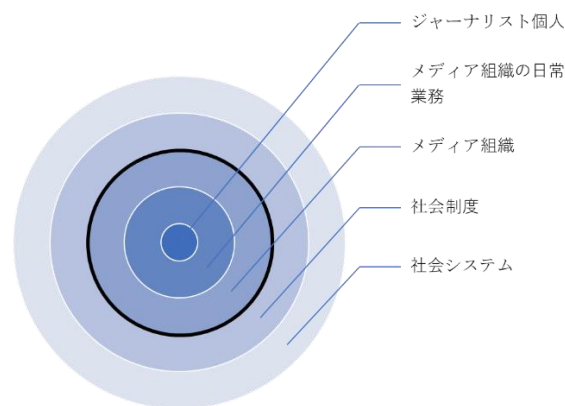 ジャーナリスト個人
メディア組織の日常
業務
メディア組織
社会制度
社会システム